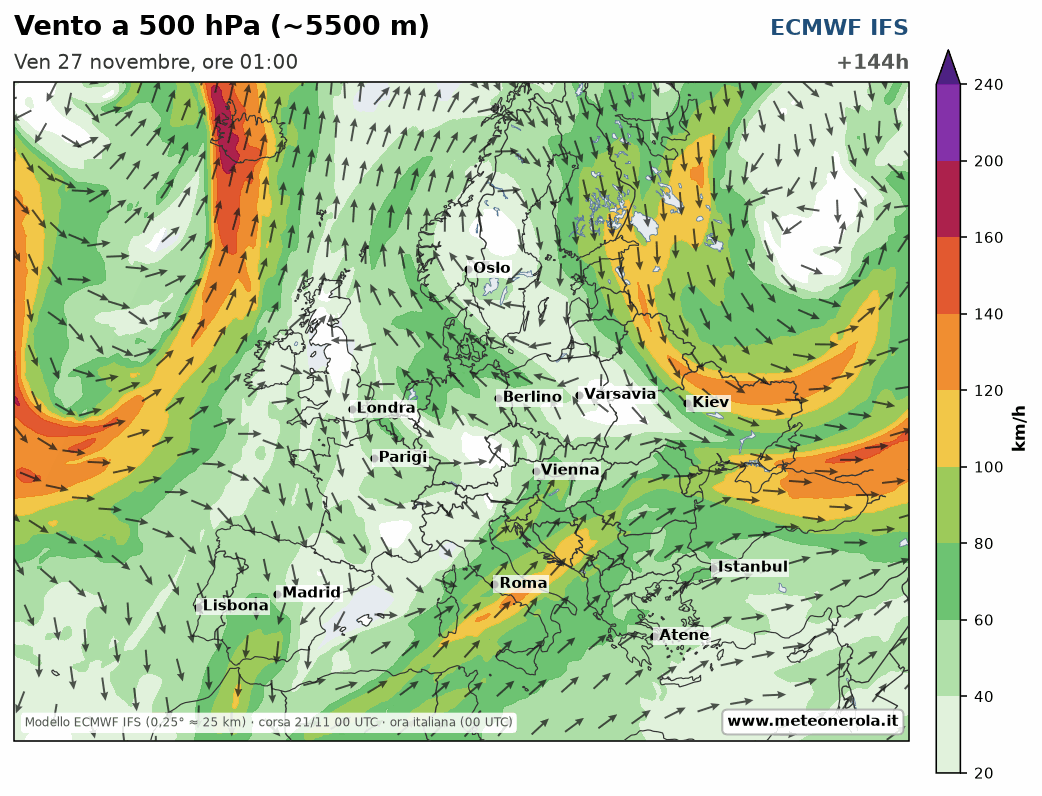 Vento a 500 hPa (~5500 m)
ECMWF IFS
Ven 27 novembre, ore 01:00
+144h
240
200
160
140
120
100
80
60
40
20
km/h
Oslo
Londra
Berlino
Varsavia
Kiev
Parigi
Vienna
Roma
Istanbul
Madrid
Lisbona
Atene
Modello ECMWF IFS (0,25° ≈ 25 km) · corsa 21/11 00 UTC · ora italiana (00 UTC)
www.meteonerola.it